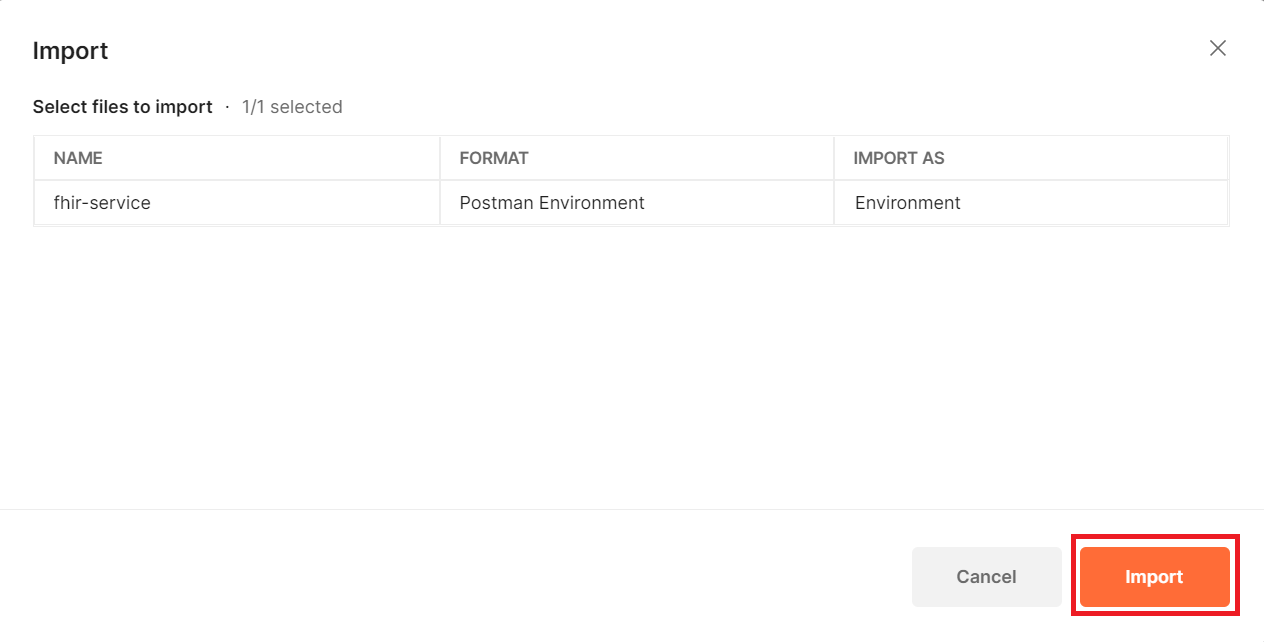 Import
Select files to import · 1/1 selected
NAME FORMAT IMPORT AS
fhir-service Postman Environment Environment
Cancel Import